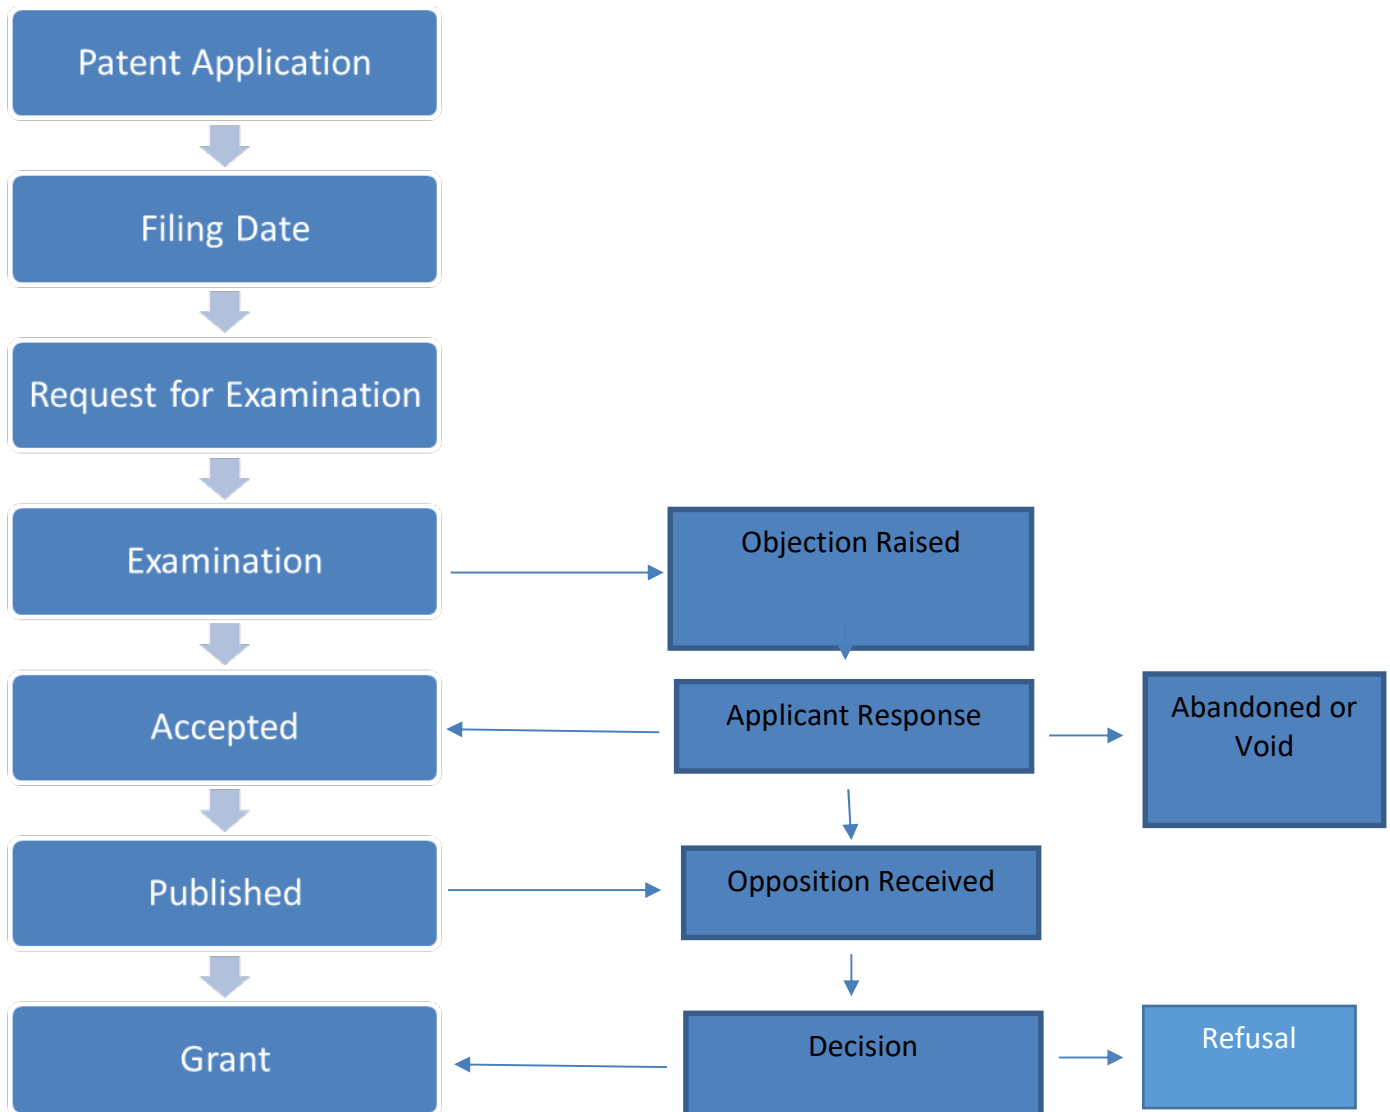 Patent Application
Filing Date
Request for Examination
Examination
Objection Raised
Accepted
Applicant Response
Abandoned or
Void
Published
Opposition Received
Grant
Decision
Refusal